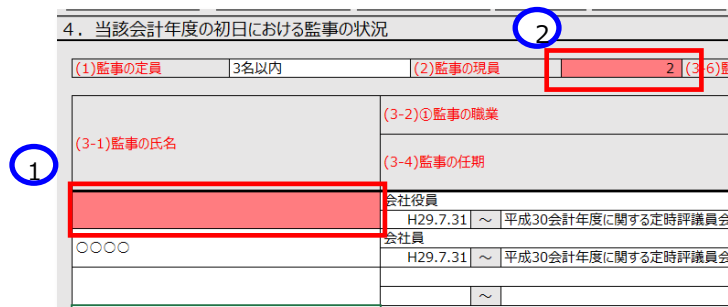 4．当該会計年度の初日における監事の状況
2
(1)監事の定員 3名以内 (2)監事の現員 2 (3-6)
(3-2)①監事の職業
(3-1)監事の氏名
(3-4)監事の任期
1
会社役員
H29.7.31 ～ 平成30会計年度に関する定時評議員会
会社員
○○○○
H29.7.31 ～ 平成30会計年度に関する定時評議員会
～